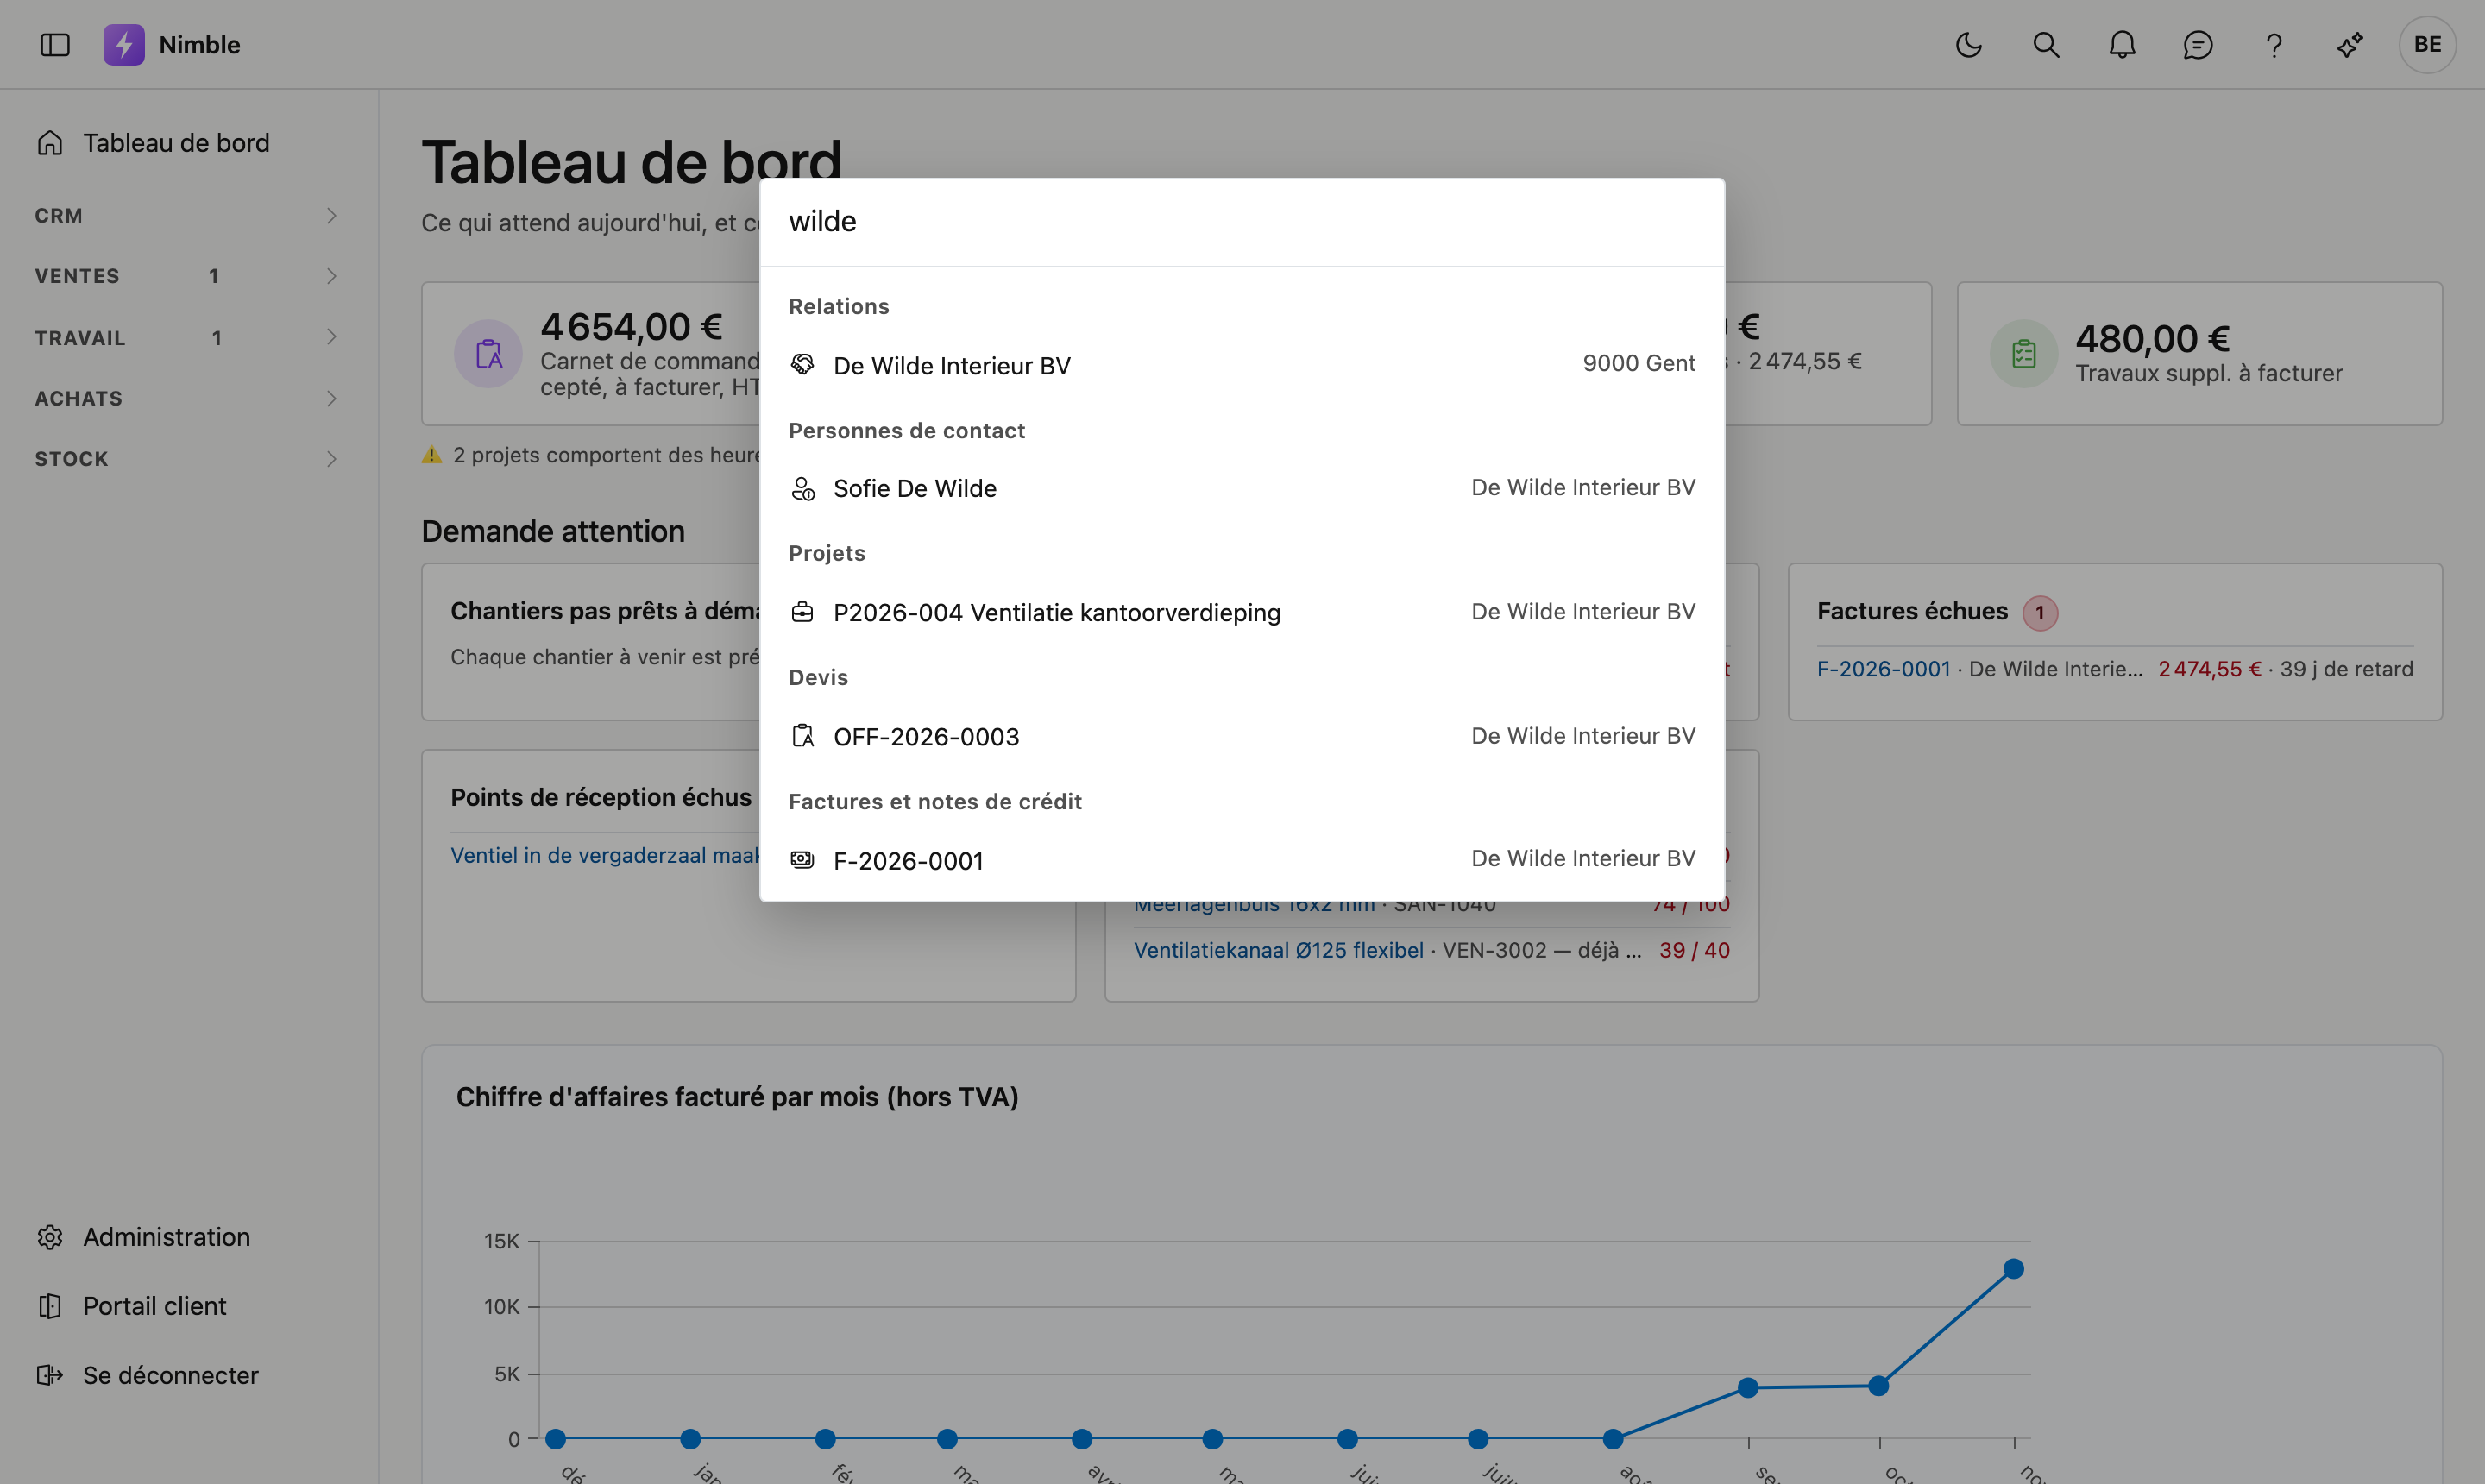 Nimble
BE
Tableau de bord
CRM
VENTES 1
TRAVAIL 1
ACHATS
STOCK
Administration
Portail client
Se déconnecter
Tableau de bord
Ce qui attend aujourd'hui, et
4 654,00 €
Carnet de command
cepté, à facturer, HT
€
· 2 474,55 €
480,00 €
Travaux suppl. à facturer
2 projets comportent des heure
Demande attention
Chantiers pas prêts à déma
Chaque chantier à venir est pré
Factures échues 1
F-2026-0001 · De Wilde Interie... 2 474,55 € · 39 j de retard
Points de réception échus
Ventiel in de vergaderzaal maak
Meerlagenbuis 16x2 mm · SAN-1040 74 / 100
Ventilatiekanaal Ø125 flexibel · VEN-3002 — déjà ... 39 / 40
wilde
Relations
De Wilde Interieur BV 9000 Gent
Personnes de contact
Sofie De Wilde De Wilde Interieur BV
Projets
P2026-004 Ventilatie kantoorverdieping De Wilde Interieur BV
Devis
OFF-2026-0003 De Wilde Interieur BV
Factures et notes de crédit
F-2026-0001 De Wilde Interieur BV
Chiffre d'affaires facturé par mois (hors TVA)
15K
10K
5K
0